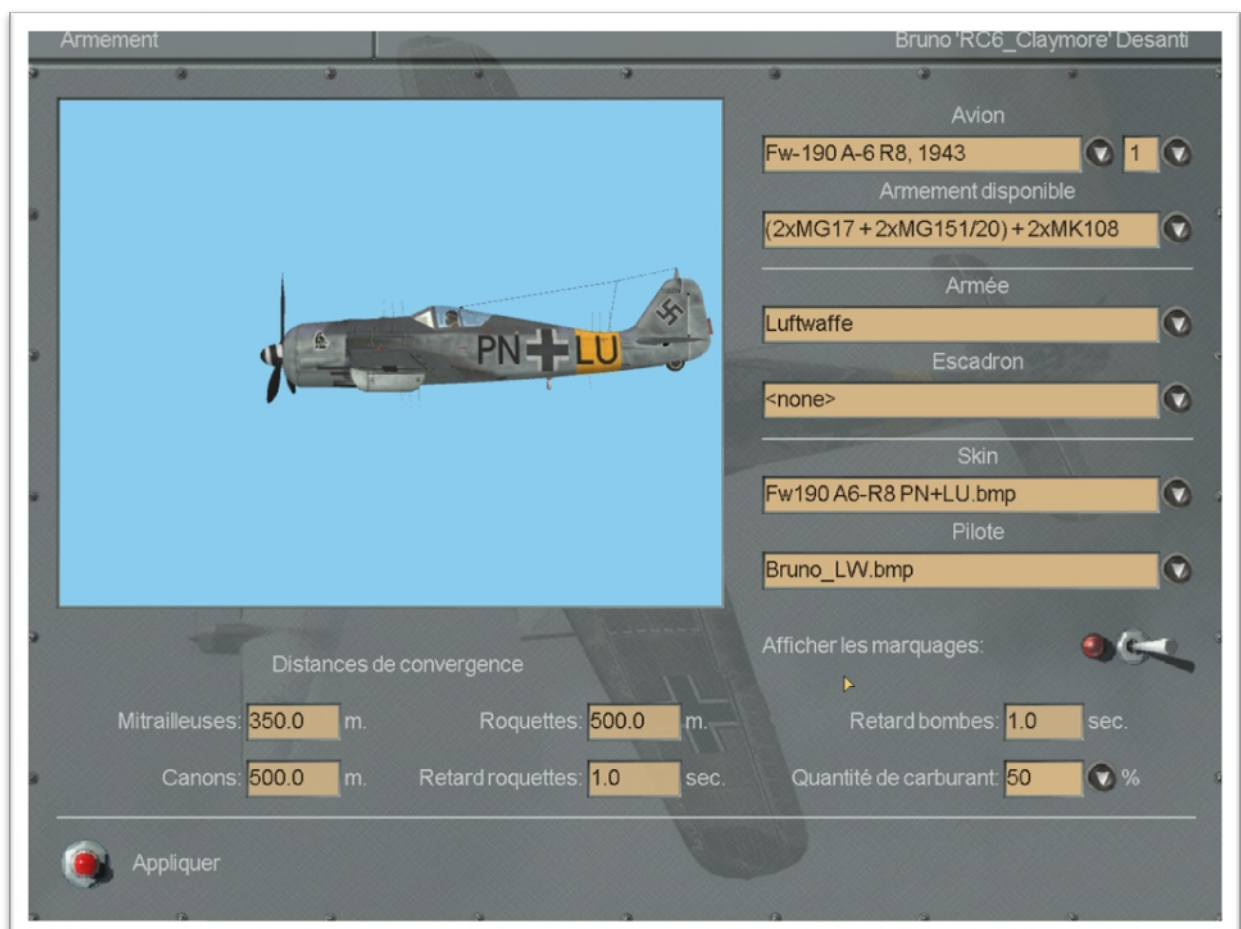 Armement
Bruno 'RC6_Claymore' Desanti
Avion
Fw-190 A-6 R8, 1943
1
Armement disponible
(2xMG17 + 2xMG151/20) + 2xMK108
Armée
Luftwaffe
Escadron
<none>
Skin
Fw190 A6-R8 PN+LU.bmp
Pilote
Bruno_LW.bmp
PN LU
Afficher les marquages:
Distances de convergence
Mitrailleuses: 350.0 m.
Roquettes: 500.0 m.
Retard bombes: 1.0 sec.
Canons: 500.0 m.
Retard roquettes: 1.0 sec.
Quantité de carburant: 50 %
Appliquer